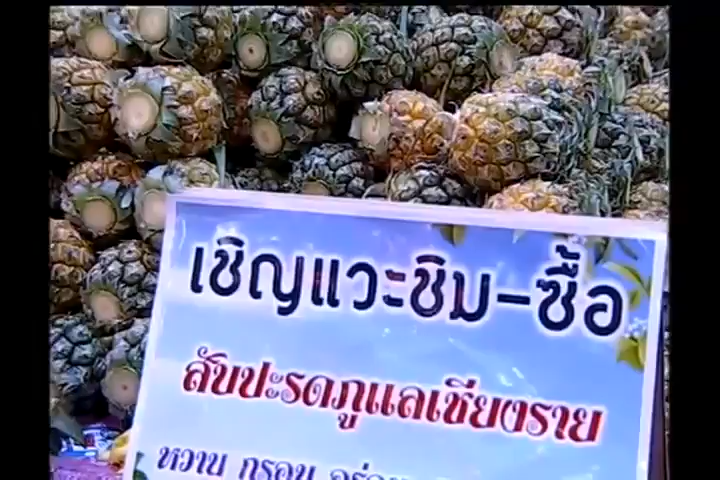 เชิญแวะชิม-ซื้อ
สับปะรดภูแลเชียงราย
หวาน กรอบ